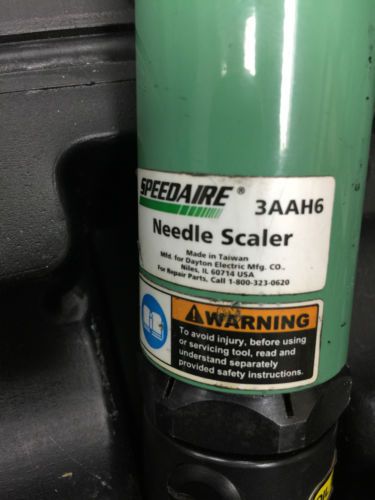 SPEEDAIRE ® 3AAH6
Needle Scaler
Made in Taiwan
Mfd. for Dayton Electric Mfg. CO.,
Niles, IL 60714 USA
For Repair Parts, Call 1-800-323-0620
WARNING
To avoid injury, before using
or servicing tool, read and
understand separately
provided safety instructions.